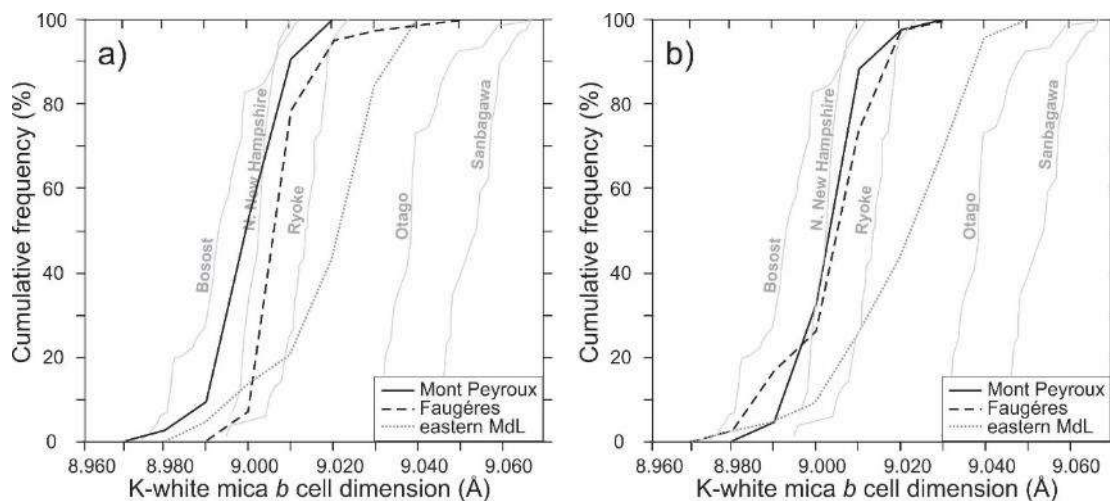 a)
Cumulative frequency (%)
100
80
60
40
20
0
Bosost
N. New Hampshire
Ryoke
Otago
Sanbagawa
Mont Peyroux
Faugéres
eastern MdL
8.960 8.980 9.000 9.020 9.040 9.060
K-white mica b cell dimension (Å)
b)
Cumulative frequency (%)
100
80
60
40
20
0
Bosost
N. New Hampshire
Ryoke
Otago
Sanbagawa
Mont Peyroux
Faugéres
eastern MdL
8.960 8.980 9.000 9.020 9.040 9.060
K-white mica b cell dimension (Å)